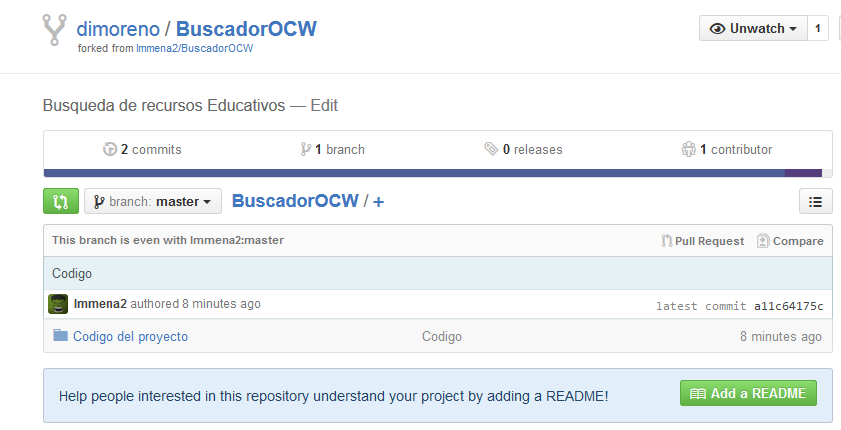 dimoreno / BuscadorOCW
Unwatch 1
forked from lmmena2/BuscadorOCW
Busqueda de recursos Educativos — Edit
2 commits 1 branch 0 releases 1 contributor
branch: master BuscadorOCW / +
This branch is even with lmmena2:master Pull Request Compare
Codigo
lmmena2 authored 8 minutes ago latest commit a11c64175c
Codigo del proyecto Codigo 8 minutes ago
Help people interested in this repository understand your project by adding a README! Add a README